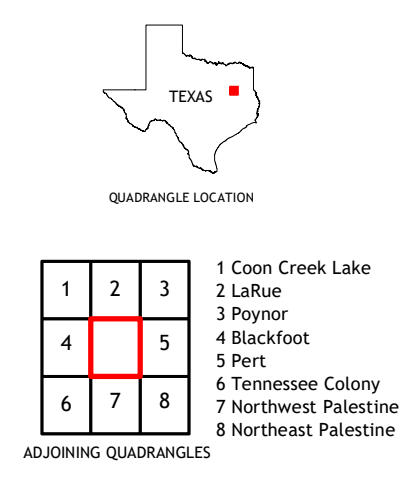 TEXAS
QUADRANGLE LOCATION
1 2 3
4 5
6 7 8
ADJOINING QUADRANGLES
1 Coon Creek Lake
2 LaRue
3 Poynor
4 Blackfoot
5 Pert
6 Tennessee Colony
7 Northwest Palestine
8 Northeast Palestine